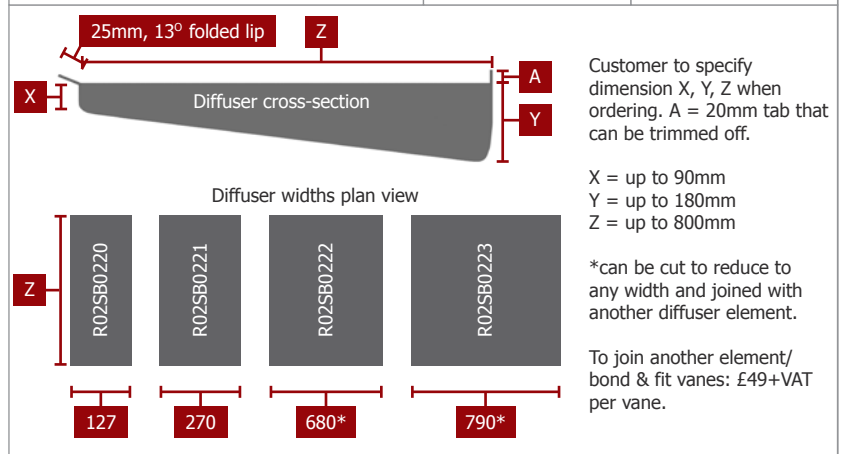 25mm, 13⁰ folded lip
Z
X
Diffuser cross-section
A
Y
Customer to specify
dimension X, Y, Z when
ordering. A = 20mm tab that
can be trimmed off.
X = up to 90mm
Y = up to 180mm
Z = up to 800mm
*can be cut to reduce to
any width and joined with
another diffuser element.
To join another element/
bond & fit vanes: £49+VAT
per vane.
Diffuser widths plan view
Z
R02SB0220
R02SB0221
R02SB0222
R02SB0223
127
270
680*
790*